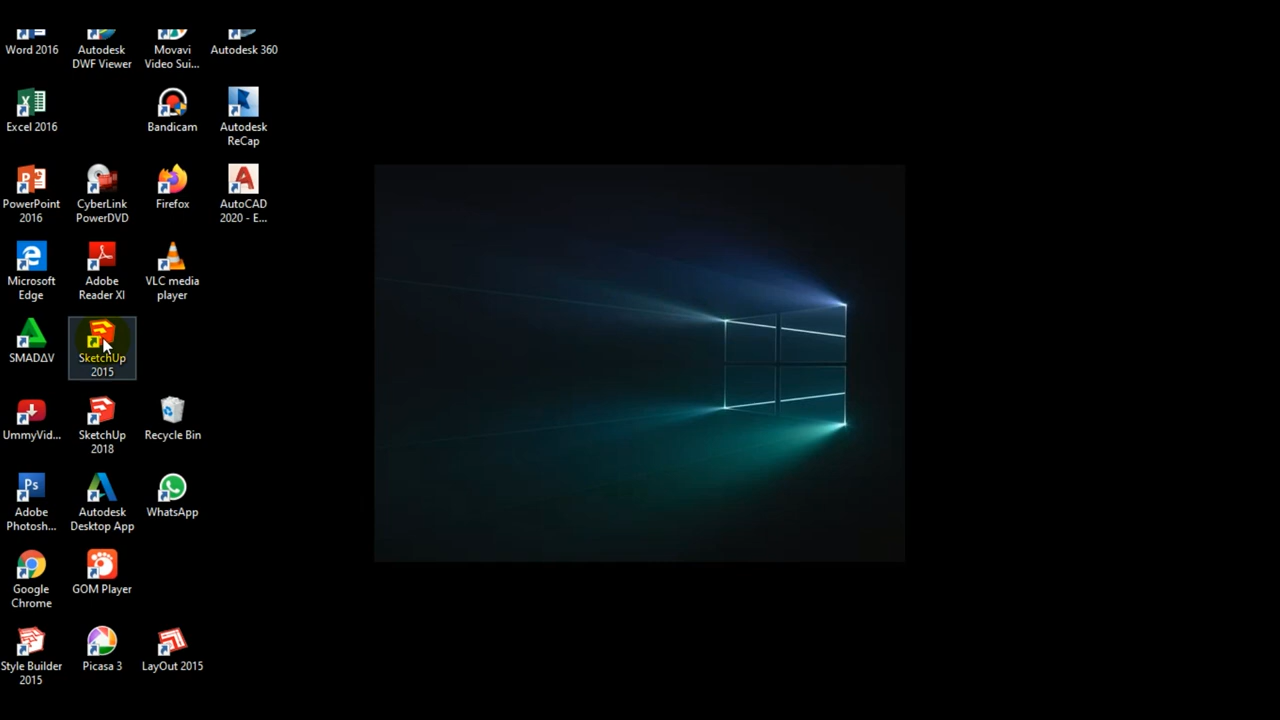 Word 2016
Autodesk
DWF Viewer
Movavi
Video Sui...
Autodesk 360
Excel 2016
Bandicam
Autodesk
ReCap
PowerPoint
2016
CyberLink
PowerDVD
Firefox
AutoCAD
2020 - E...
Microsoft
Edge
Adobe
Reader XI
VLC media
player
SMADΔV
SketchUp
2015
UmmyVid...
SketchUp
2018
Recycle Bin
Ps
Adobe
Photosh...
Autodesk
Desktop App
WhatsApp
Google
Chrome
GOM Player
Style Builder
2015
Picasa 3
LayOut 2015